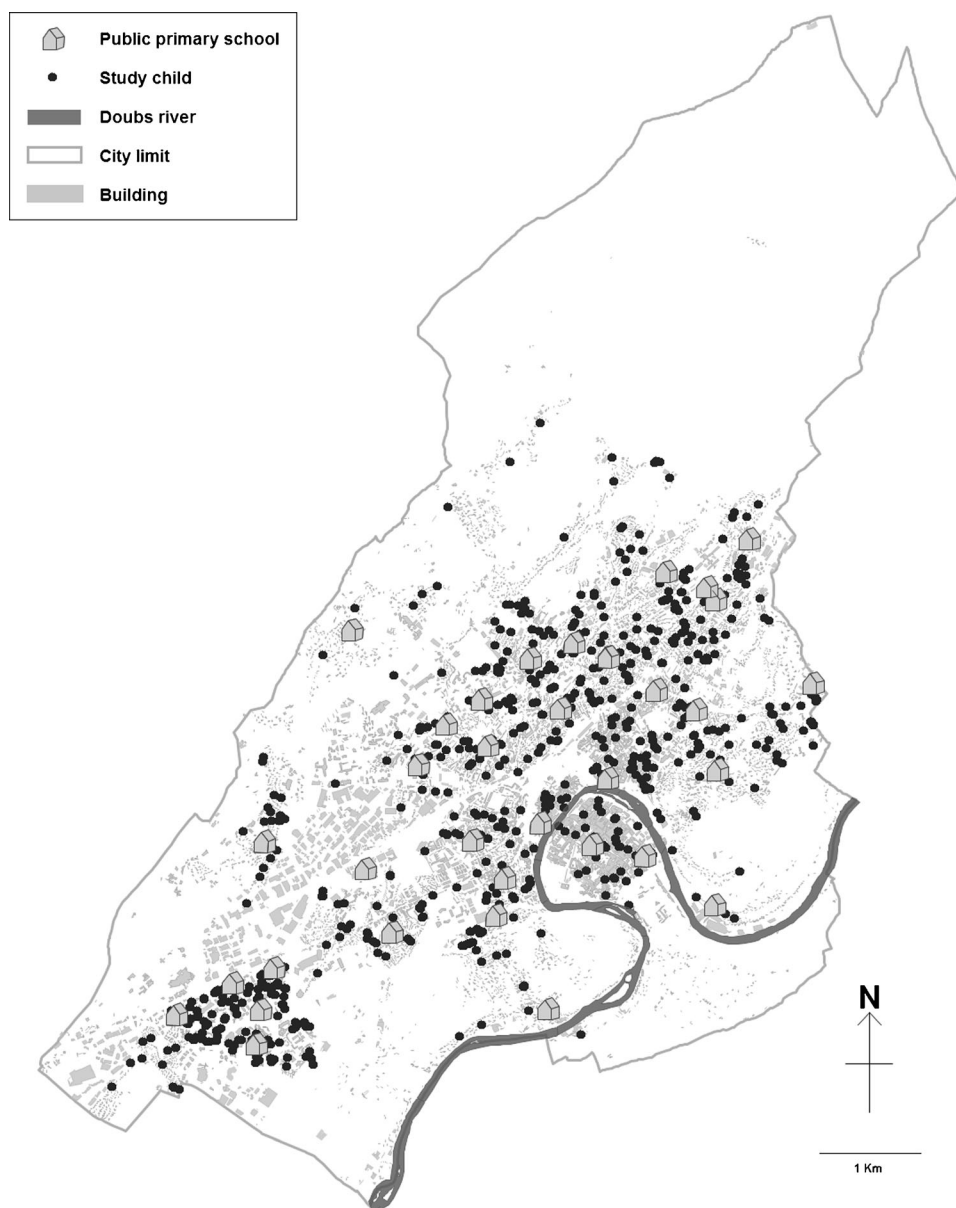 Public primary school
Study child
Doubs river
City limit
Building
N
1 Km